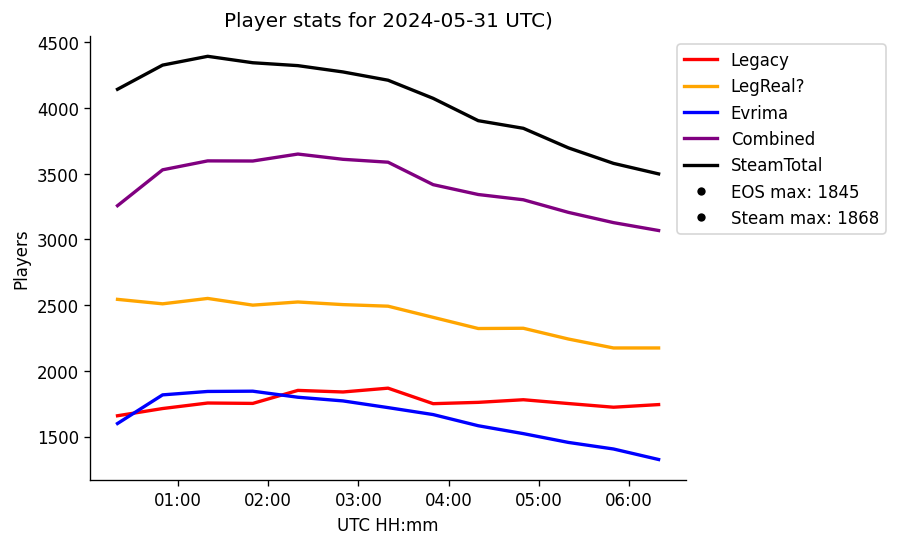 Player stats for 2024-05-31 UTC)
4500
4000
3500
3000
2500
2000
1500
Players
01:00 02:00 03:00 04:00 05:00 06:00
UTC HH:mm
Legacy
LegReal?
Evrima
Combined
SteamTotal
EOS max: 1845
Steam max: 1868